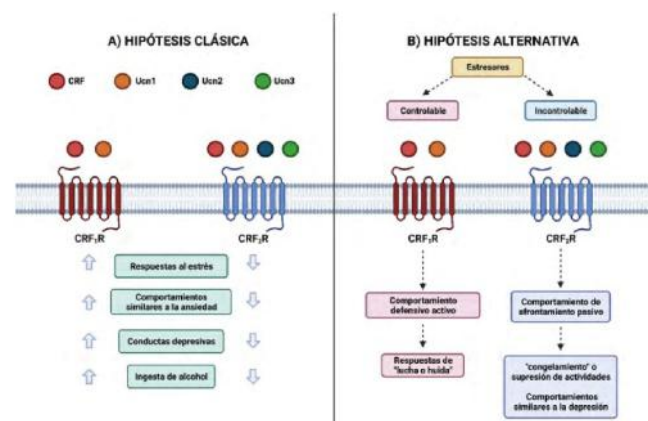 A) HIPÓTESIS CLÁSICA
CRF
Ucn1
Ucn2
Ucn3
CRF₁R
CRF₂R
Respuestas al estrés
Comportamientos
similares a la ansiedad
Conductas depresivas
Ingesta de alcohol
B) HIPÓTESIS ALTERNATIVA
Estresores
Controlable
Incontrolable
CRF₁R
CRF₂R
Comportamiento
defensivo activo
Comportamiento de
afrontamiento pasivo
Respuestas de
"lucha o huida"
"congelamiento" o
supresión de actividades
Comportamientos
similares a la depresión